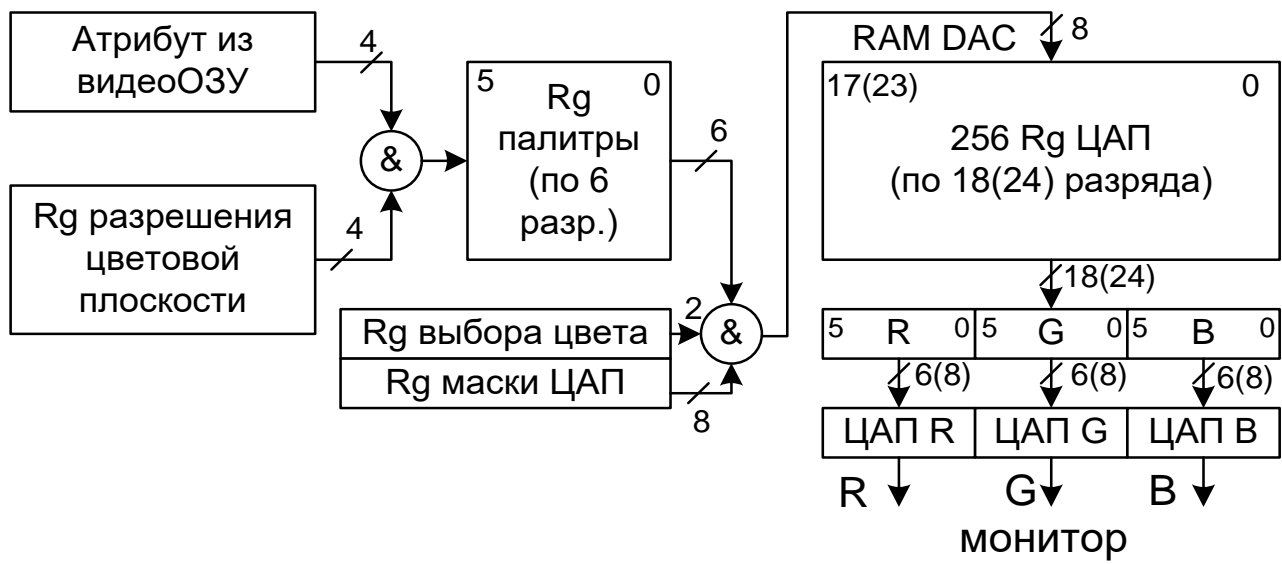 Атрибут из
видеоОЗУ
4
&
Rg разрешения
цветовой
плоскости
4
5 0
Rg
палитры
(по 6
разр.)
6
Rg выбора цвета
2
Rg маски ЦАП
8
&
RAM DAC
8
17(23) 0
256 Rg ЦАП
(по 18(24) разряда)
18(24)
5 R 0 5 G 0 5 B 0
6(8) 6(8) 6(8)
ЦАП R ЦАП G ЦАП B
R G B
монитор